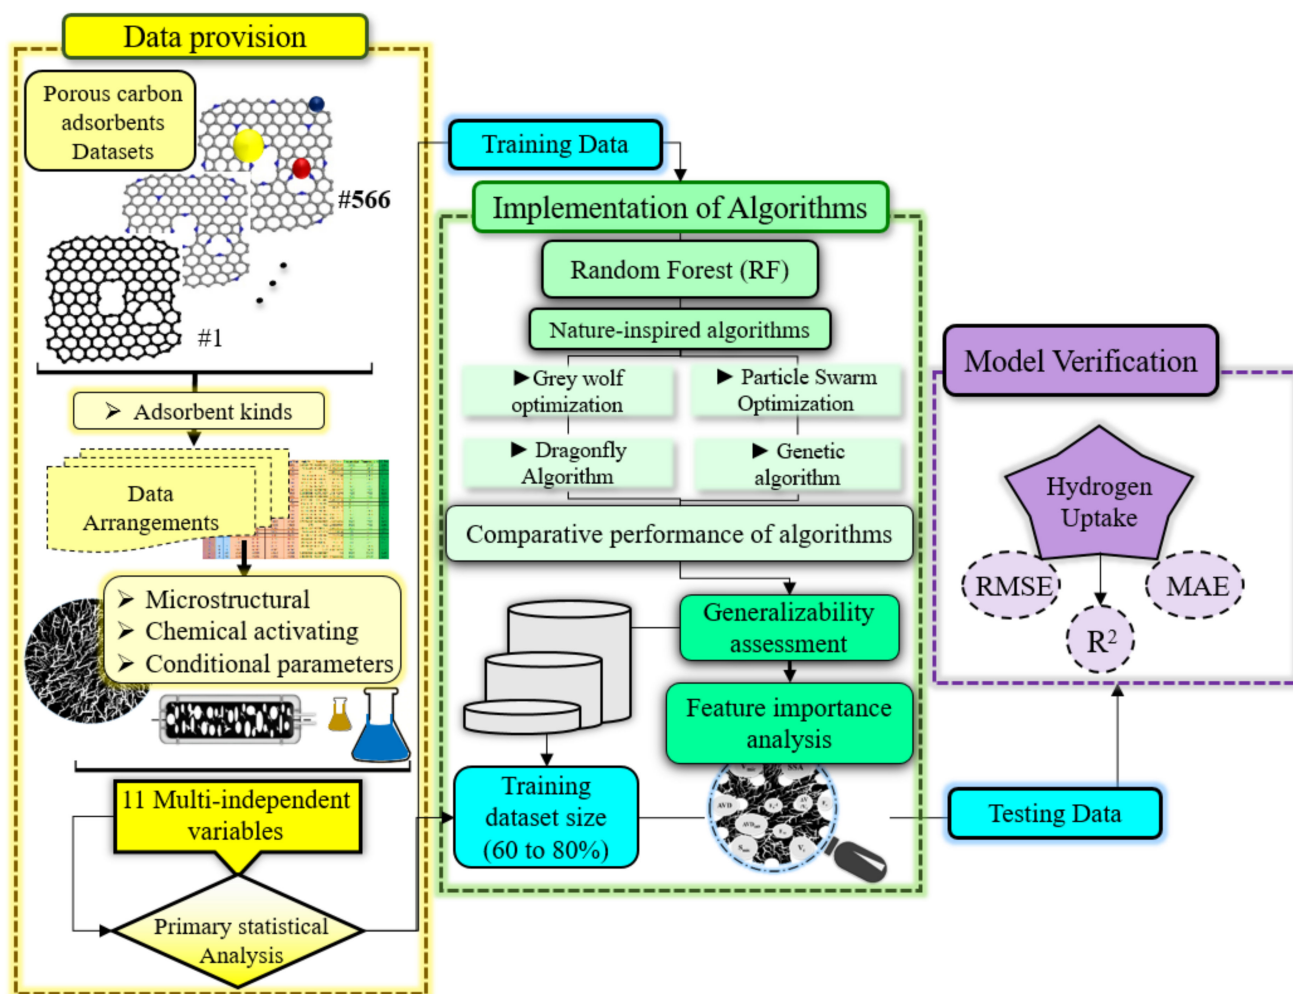 Data provision
Porous carbon
adsorbents
Datasets
#566
#1
➢ Adsorbent kinds
Data
Arrangements
➢ Microstructural
➢ Chemical activating
➢ Conditional parameters
11 Multi-independent
variables
Primary statistical
Analysis
Training Data
Implementation of Algorithms
Random Forest (RF)
Nature-inspired algorithms
►Grey wolf
optimization
► Particle Swarm
Optimization
► Dragonfly
Algorithm
► Genetic
algorithm
Comparative performance of algorithms
Generalizability
assessment
Feature importance
analysis
Training
dataset size
(60 to 80%)
SSA
AVD
Model Verification
Hydrogen
Uptake
RMSE
MAE
R²
Testing Data